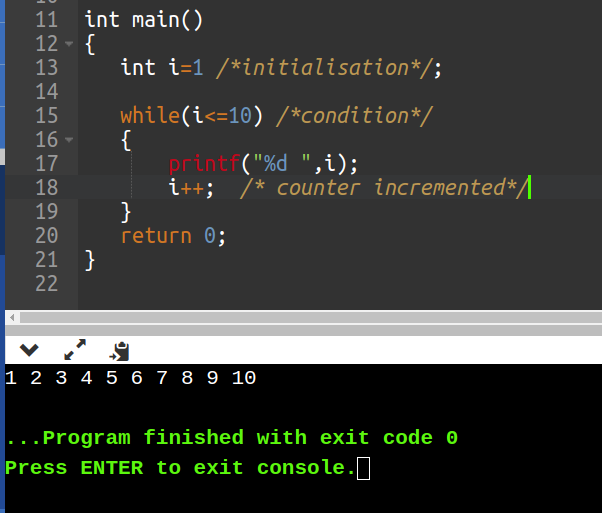 11 int main()
12 {
13 int i=1 /*initialisation*/;
14
15 while(i<=10) /*condition*/
16 {
17 printf("%d ",i);
18 i++;  /* counter incremented*/
19 }
20 return 0;
21 }
22
1 2 3 4 5 6 7 8 9 10
...Program finished with exit code 0
Press ENTER to exit console.